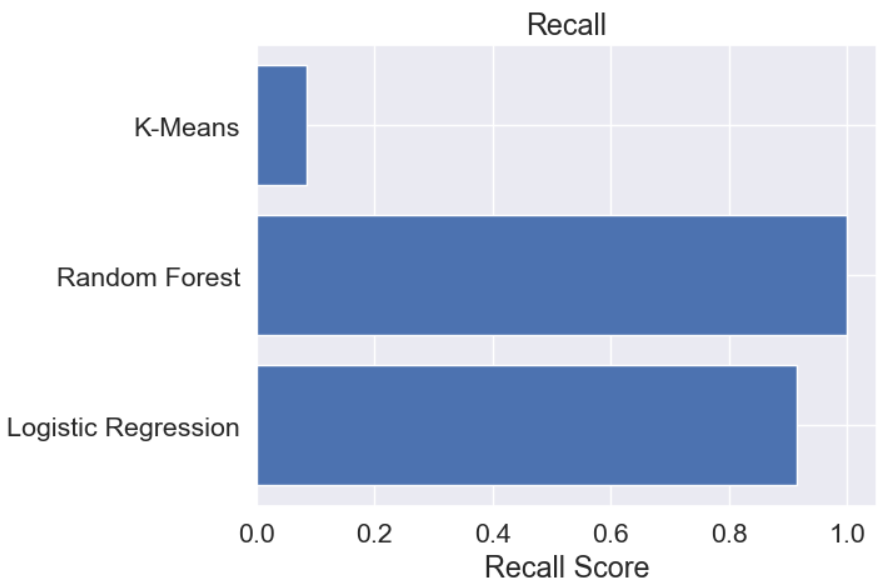 Recall
K-Means
Random Forest
Logistic Regression
0.0 0.2 0.4 0.6 0.8 1.0
Recall Score